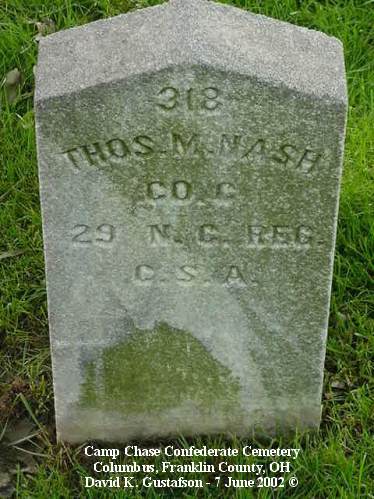 318
THOS. M. NASH
CO. C
29 N. C. REG.
C. S. A.
Camp Chase Confederate Cemetery
Columbus, Franklin County, OH
David K. Gustafson - 7 June 2002 ©